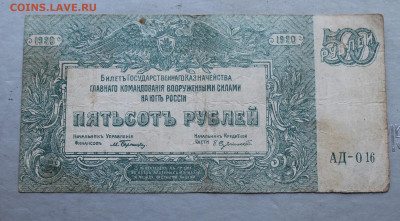 COINS.LAVE.RU
1920 1920
500
РУБЛЕЙ
БИЛЕТЪ ГОСУДАРСТВЕННАГО КАЗНАЧЕЙСТВА
ГЛАВНАГО КОМАНДОВАНІЯ ВООРУЖЕННЫМИ СИЛАМИ
НА ЮГѢ РОССІИ
ПЯТЬСОТЪ РУБЛЕЙ
НАЧАЛЬНИКЪ УПРАВЛЕНІЯ ФИНАНСОВЪ
НАЧАЛЬНИКЪ КРЕДИТНОЙ ЧАСТИ
АД-016